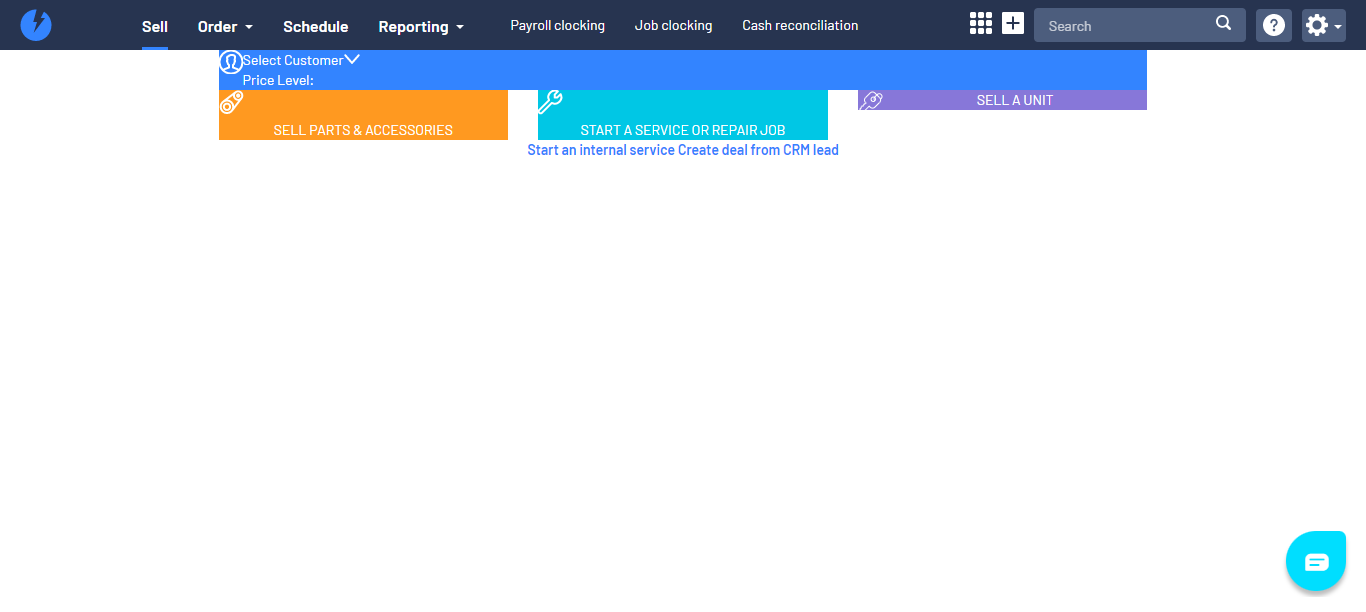 Sell Order Schedule Reporting Payroll clocking Job clocking Cash reconciliation Search
Select Customer
Price Level:
SELL A UNIT
SELL PARTS & ACCESSORIES START A SERVICE OR REPAIR JOB
Start an internal service Create deal from CRM lead